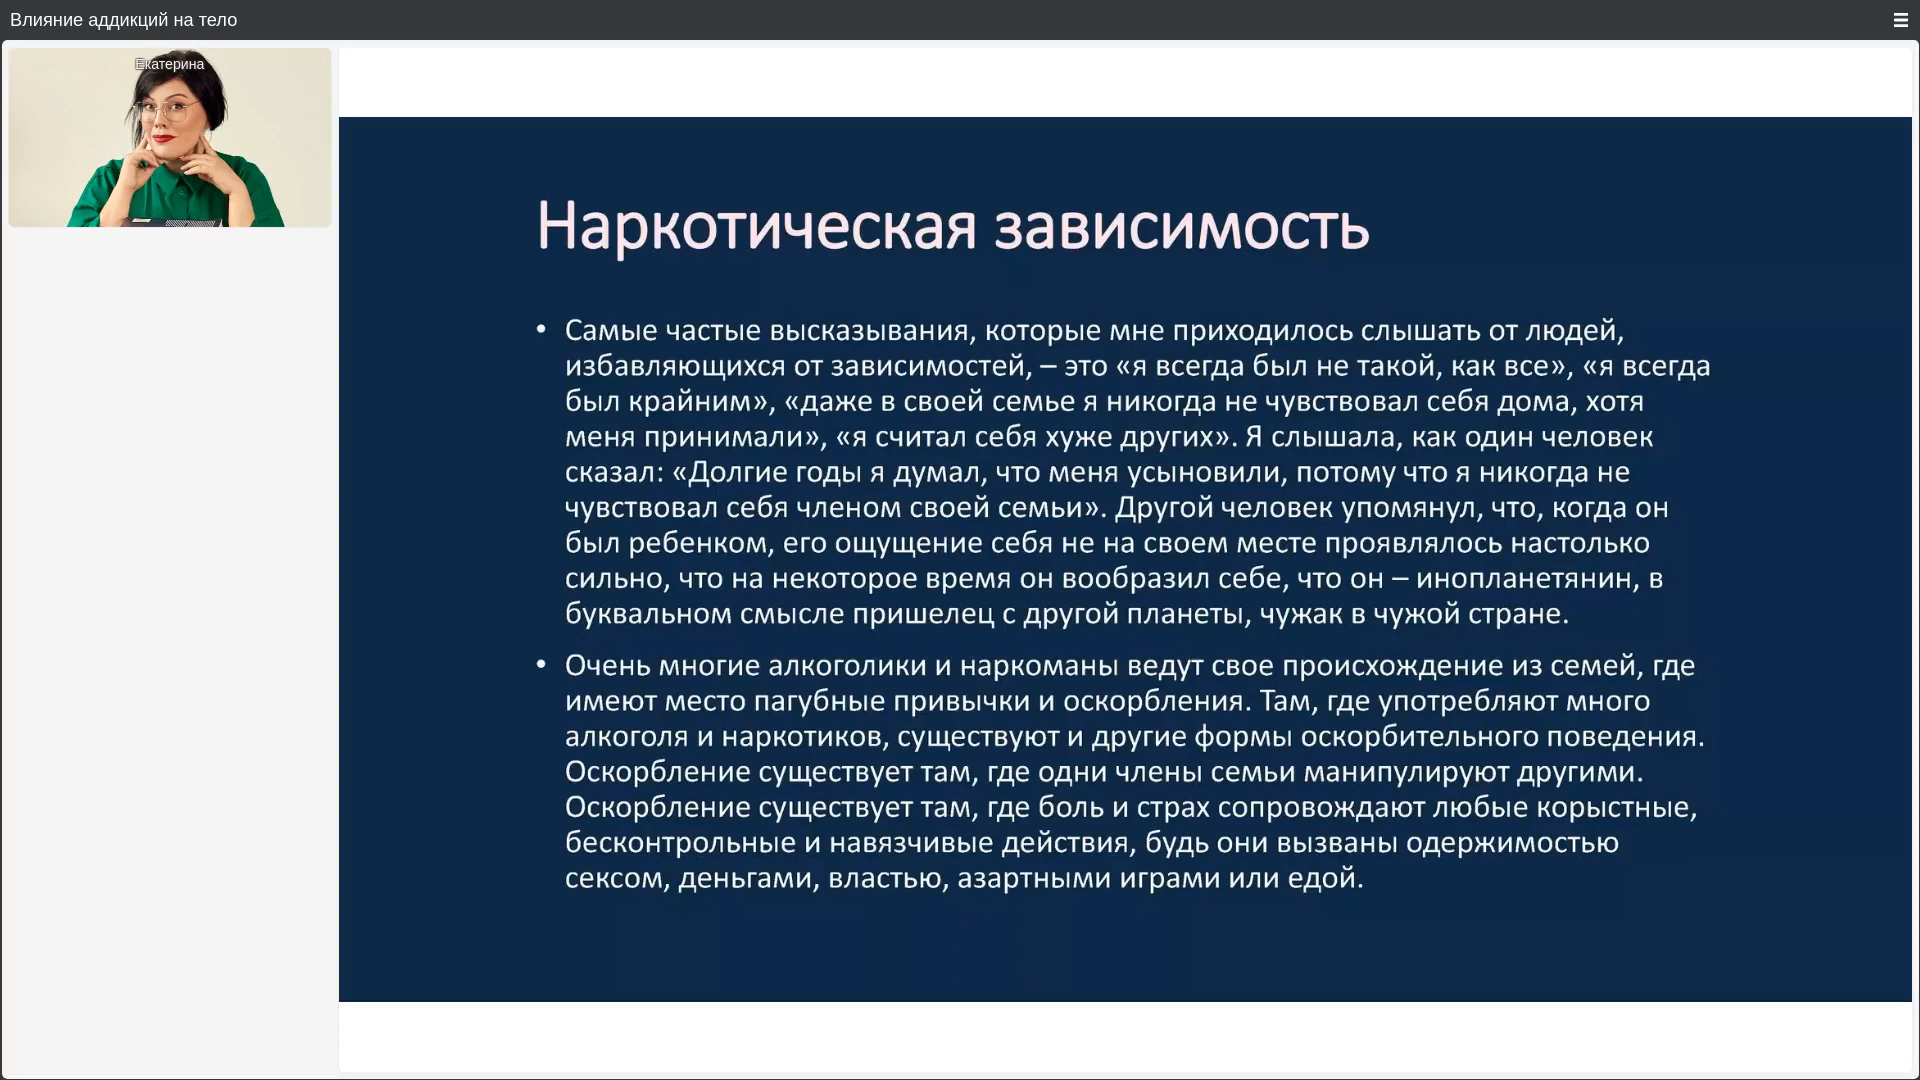 Влияние аддикций на тело
Екатерина
Наркотическая зависимость
• Самые частые высказывания, которые мне приходилось слышать от людей,
избавляющихся от зависимостей, – это «я всегда был не такой, как все», «я всегда
был крайним», «даже в своей семье я никогда не чувствовал себя дома, хотя
меня принимали», «я считал себя хуже других». Я слышала, как один человек
сказал: «Долгие годы я думал, что меня усыновили, потому что я никогда не
чувствовал себя членом своей семьи». Другой человек упомянул, что, когда он
был ребенком, его ощущение себя не на своем месте проявлялось настолько
сильно, что на некоторое время он вообразил себе, что он – инопланетянин, в
буквальном смысле пришелец с другой планеты, чужак в чужой стране.
• Очень многие алкоголики и наркоманы ведут свое происхождение из семей, где
имеют место пагубные привычки и оскорбления. Там, где употребляют много
алкоголя и наркотиков, существуют и другие формы оскорбительного поведения.
Оскорбление существует там, где одни члены семьи манипулируют другими.
Оскорбление существует там, где боль и страх сопровождают любые корыстные,
бесконтрольные и навязчивые действия, будь они вызваны одержимостью
сексом, деньгами, властью, азартными играми или едой.